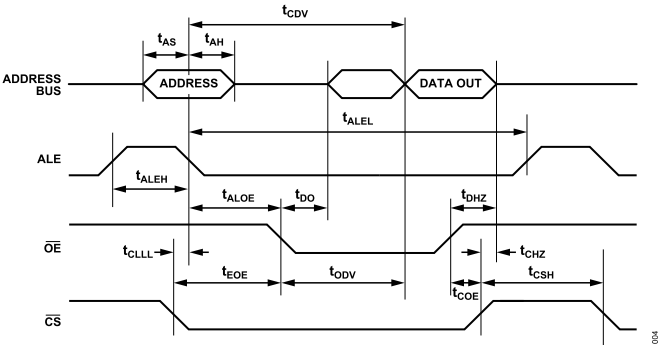 tCDV
tAS tAH
ADDRESS
BUS
ADDRESS
DATA OUT
tALEL
ALE
tALEH
tALOE
tDO
tDHZ
OE
tCLLL
tCHZ
tEOE
tODV
tCOE
tCSH
CS
004